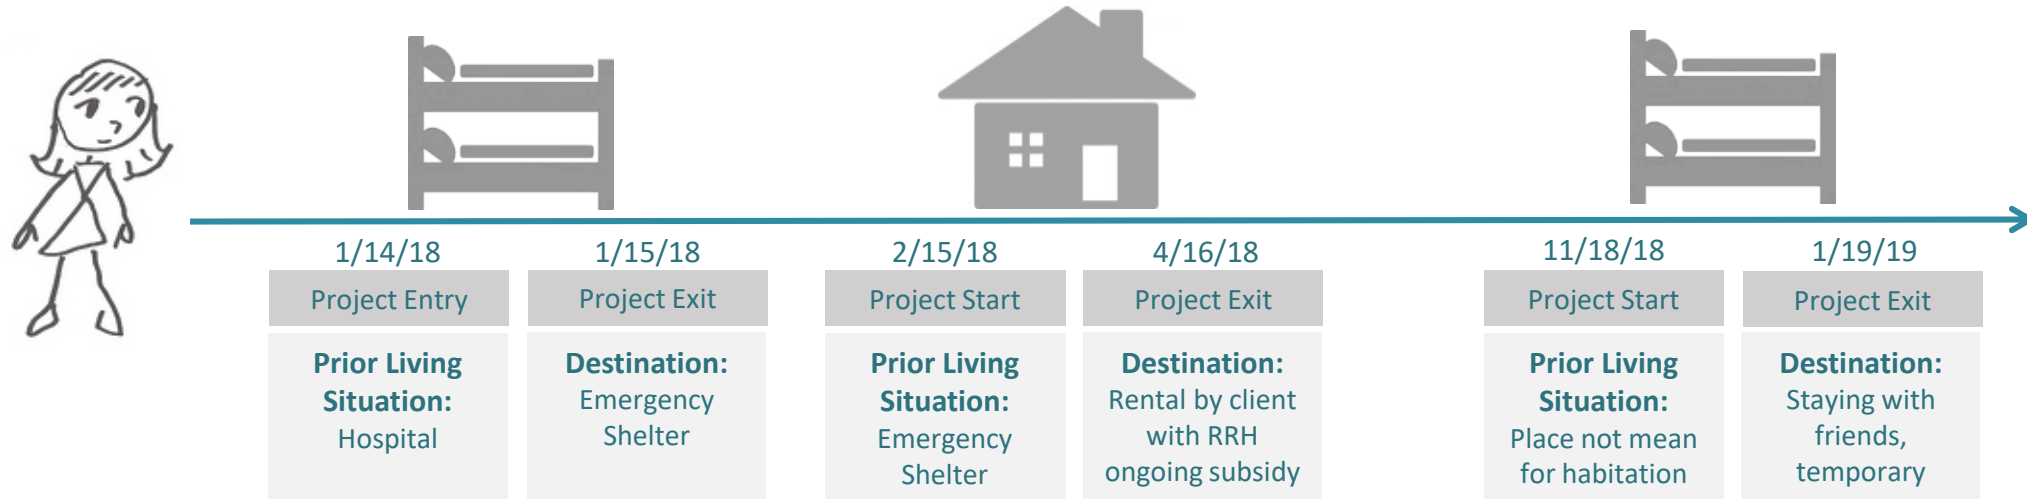 1/14/18
Project Entry
Prior Living
Situation:
Hospital
1/15/18
Project Exit
Destination:
Emergency
Shelter
2/15/18
Project Start
Prior Living
Situation:
Emergency
Shelter
4/16/18
Project Exit
Destination:
Rental by client
with RRH
ongoing subsidy
11/18/18
Project Start
Prior Living
Situation:
Place not mean
for habitation
1/19/19
Project Exit
Destination:
Staying with
friends,
temporary